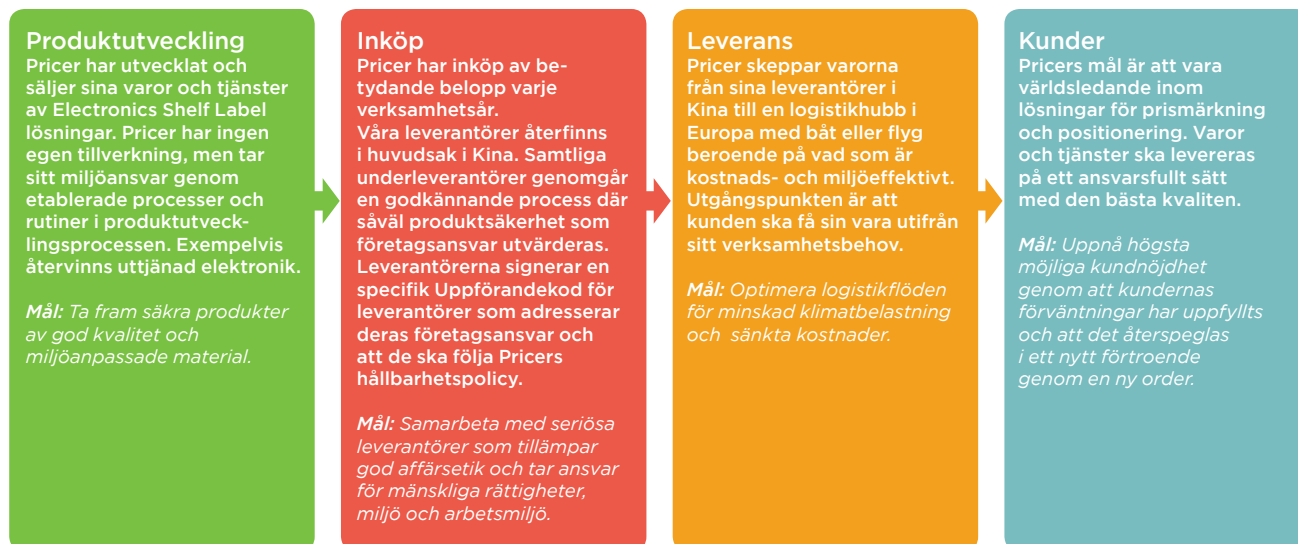 Produktutveckling
Pricer har utvecklat och
säljer sina varor och tjänster
av Electronics Shelf Label
lösningar. Pricer har ingen
egen tillverkning, men tar
sitt miljöansvar genom
etablerade processer och
rutiner i produktutveck-
lingsprocessen. Exempelvis
återvinns uttjänad elektronik.
Mål: Ta fram säkra produkter
av god kvalitet och
miljöanpassade material.
Inköp
Pricer har inköp av be-
tydande belopp varje
verksamhetsår.
Våra leverantörer återfinns
i huvudsak i Kina. Samtliga
underleverantörer genomgår
en godkännande process där
såväl produktsäkerhet som
företagsansvar utvärderas.
Leverantörerna signerar en
specifik Uppförandekod för
leverantörer som adresserar
deras företagsansvar och
att de ska följa Pricers
hållbarhetspolicy.
Mål: Samarbeta med seriösa
leverantörer som tillämpar
god affärsetik och tar ansvar
för mänskliga rättigheter,
miljö och arbetsmiljö.
Leverans
Pricer skeppar varorna
från sina leverantörer i
Kina till en logistikhubb i
Europa med båt eller flyg
beroende på vad som är
kostnads- och miljöeffektivt.
Utgångspunkten är att
kunden ska få sin vara utifrån
sitt verksamhetsbehov.
Mål: Optimera logistikflöden
för minskad klimatbelastning
och sänkta kostnader.
Kunder
Pricers mål är att vara
världsledande inom
lösningar för prismärkning
och positionering. Varor
och tjänster ska levereras
på ett ansvarsfullt sätt
med den bästa kvaliten.
Mål: Uppnå högsta
möjliga kundnöjdhet
genom att kundernas
förväntningar har uppfyllts
och att det återspeglas
i ett nytt förtroende
genom en ny order.